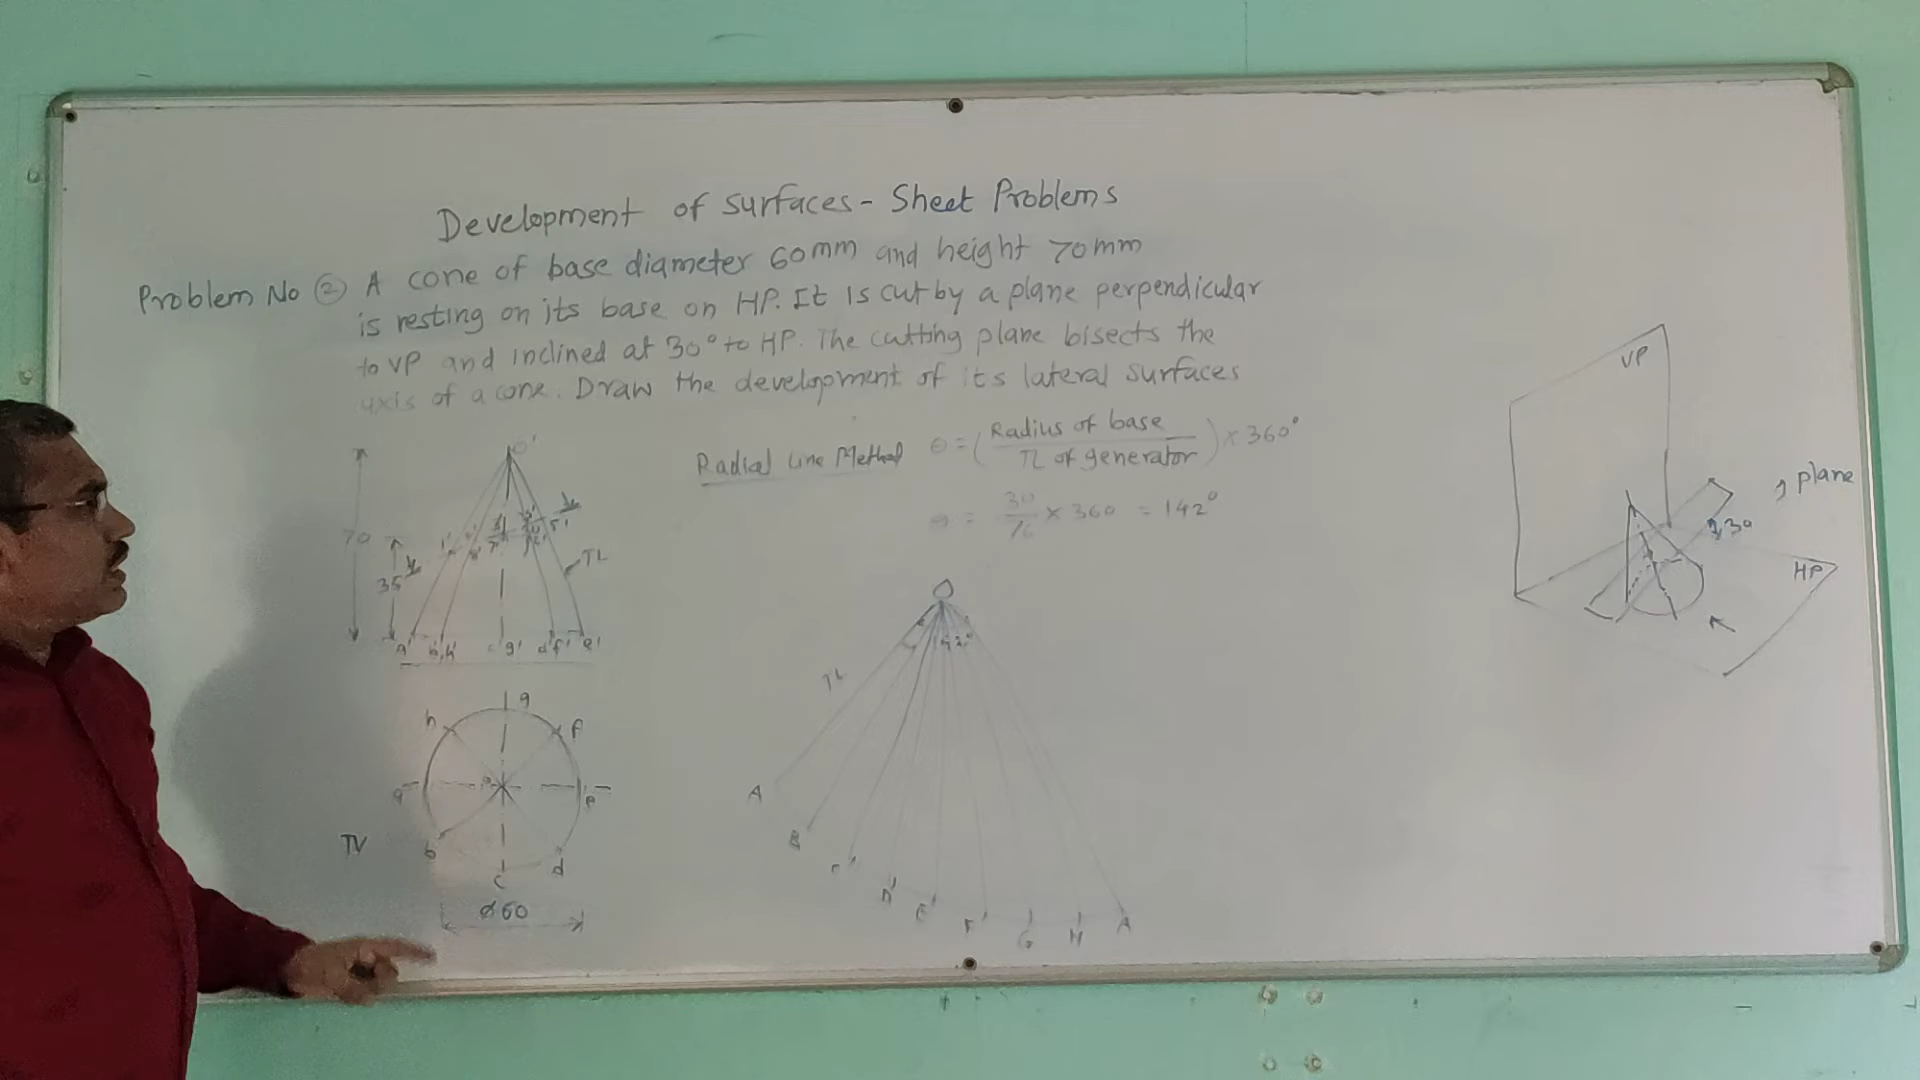 Development of Surfaces - Sheet Problems
Problem No ② A cone of base diameter 60mm and height 70mm
is resting on its base on HP. It is cut by a plane perpendicular
to VP and inclined at 30° to HP. The cutting plane bisects the
axis of a cone. Draw the development of its lateral surfaces
Radial Line Method θ = (Radius of base / TL of generator) × 360°
θ = 30/76 × 360 = 142°
O'
70
35
TL
a' b'h' c'g' d'f' e'
g
h f
a e
b d
c
TV
ø60
O
142°
TL
A
B
C
D
E
F
G
H
A
VP
plane
30
HP